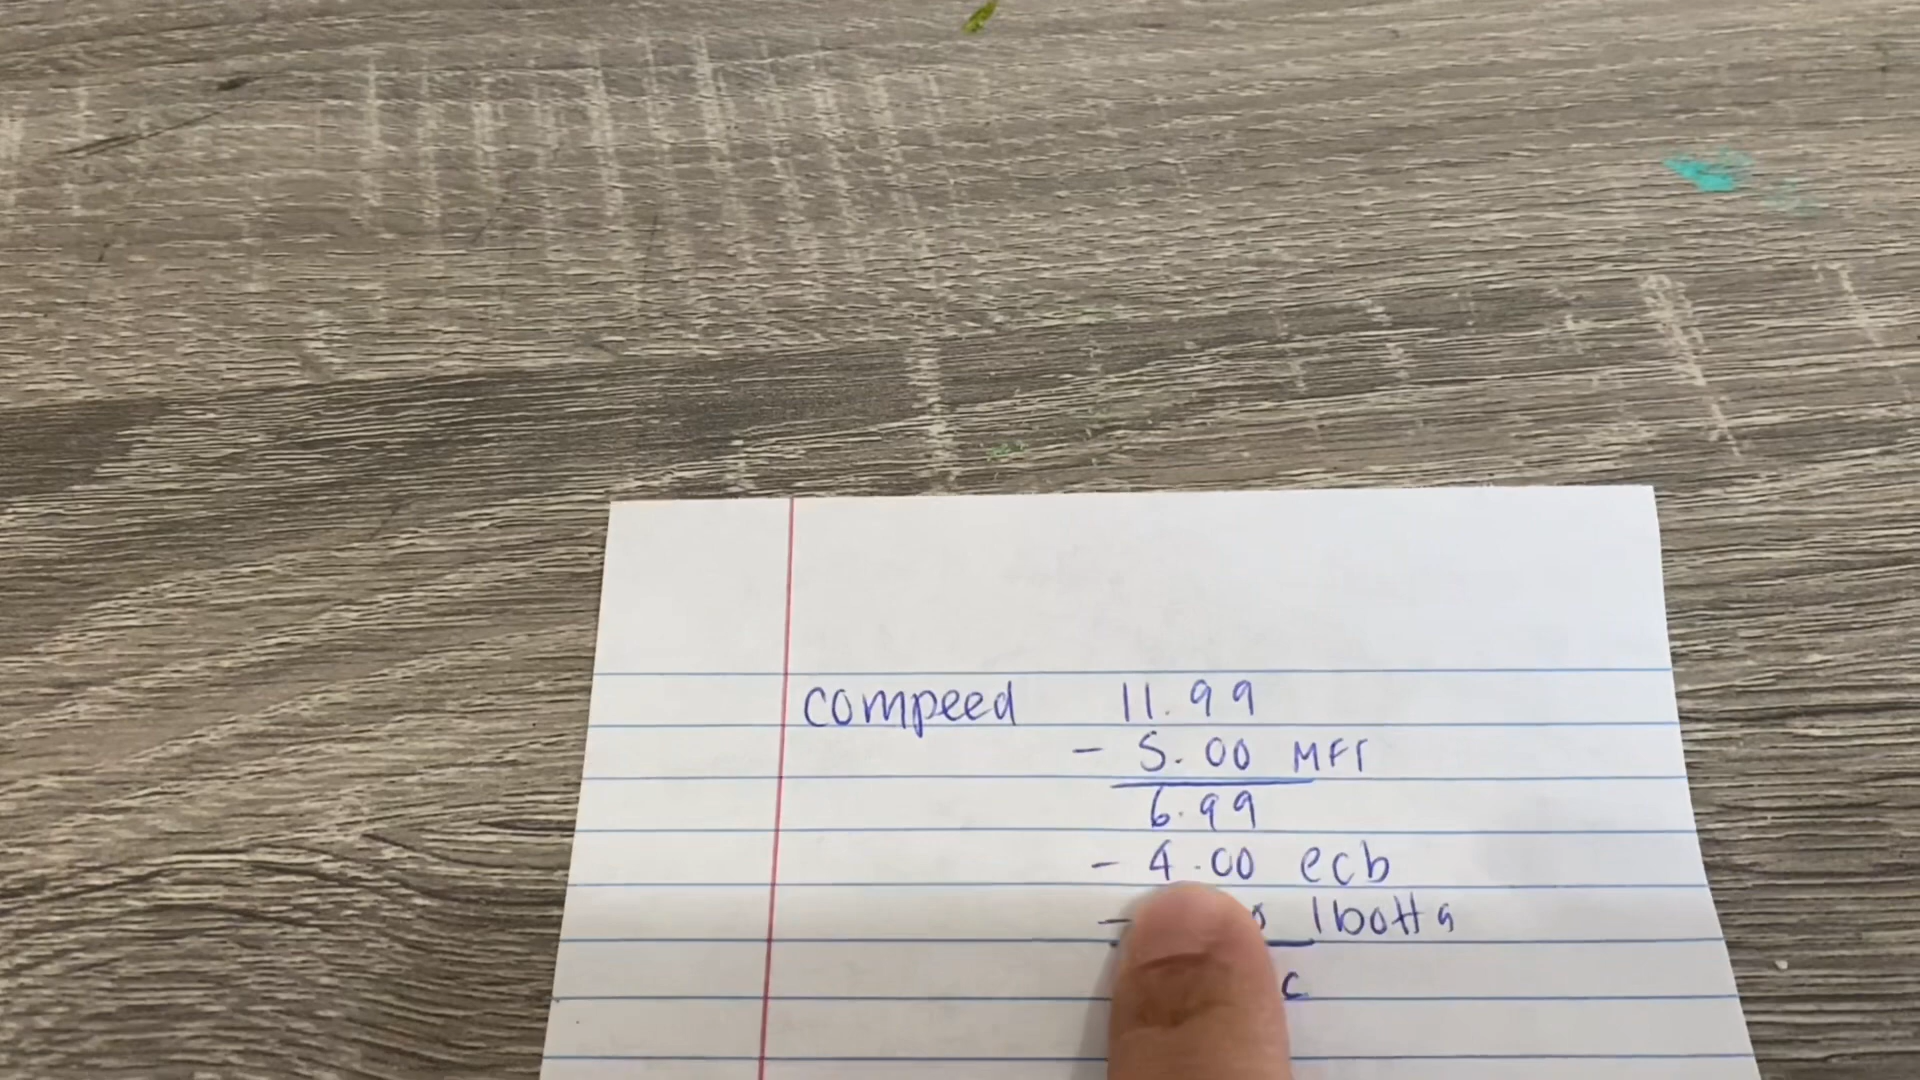 compeed 11.99
- 5.00 MFr
6.99
- 4.00 ecb
- Ibotta
c